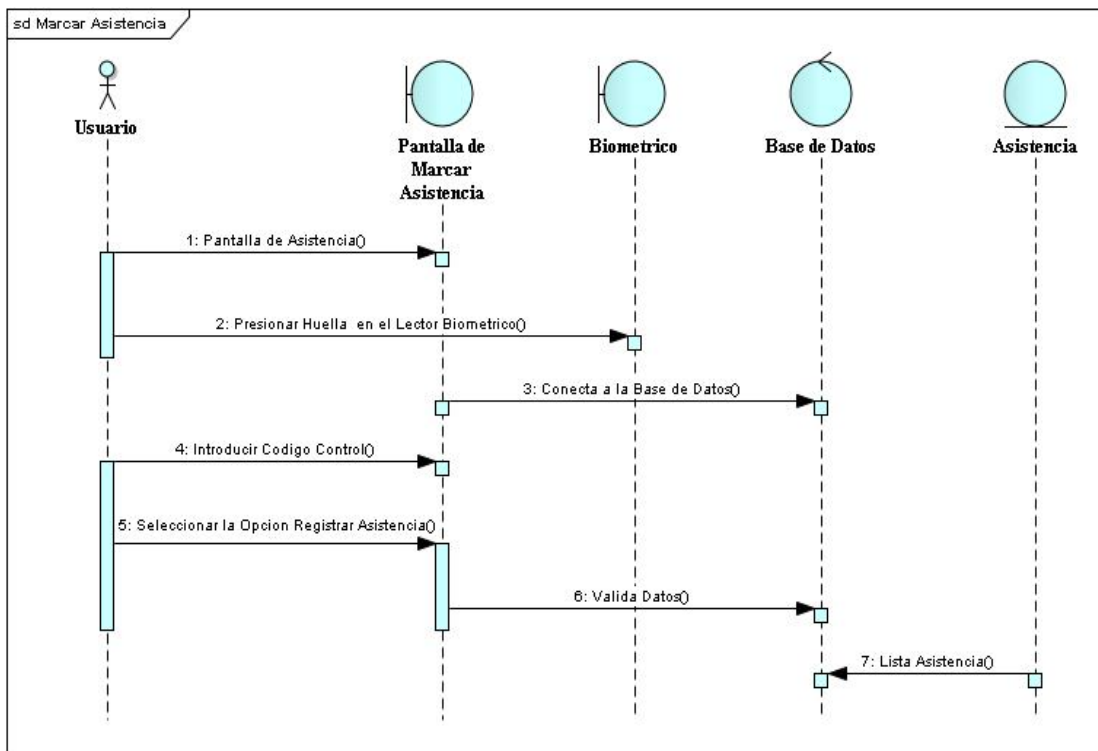 sd Marcar Asistencia
Usuario
Pantalla de
Marcar
Asistencia
Biometrico
Base de Datos
Asistencia
1: Pantalla de Asistencia()
2: Presionar Huella en el Lector Biometrico()
3: Conecta a la Base de Datos()
4: Introducir Codigo Control()
5: Seleccionar la Opcion Registrar Asistencia()
6: Valida Datos()
7: Lista Asistencia()